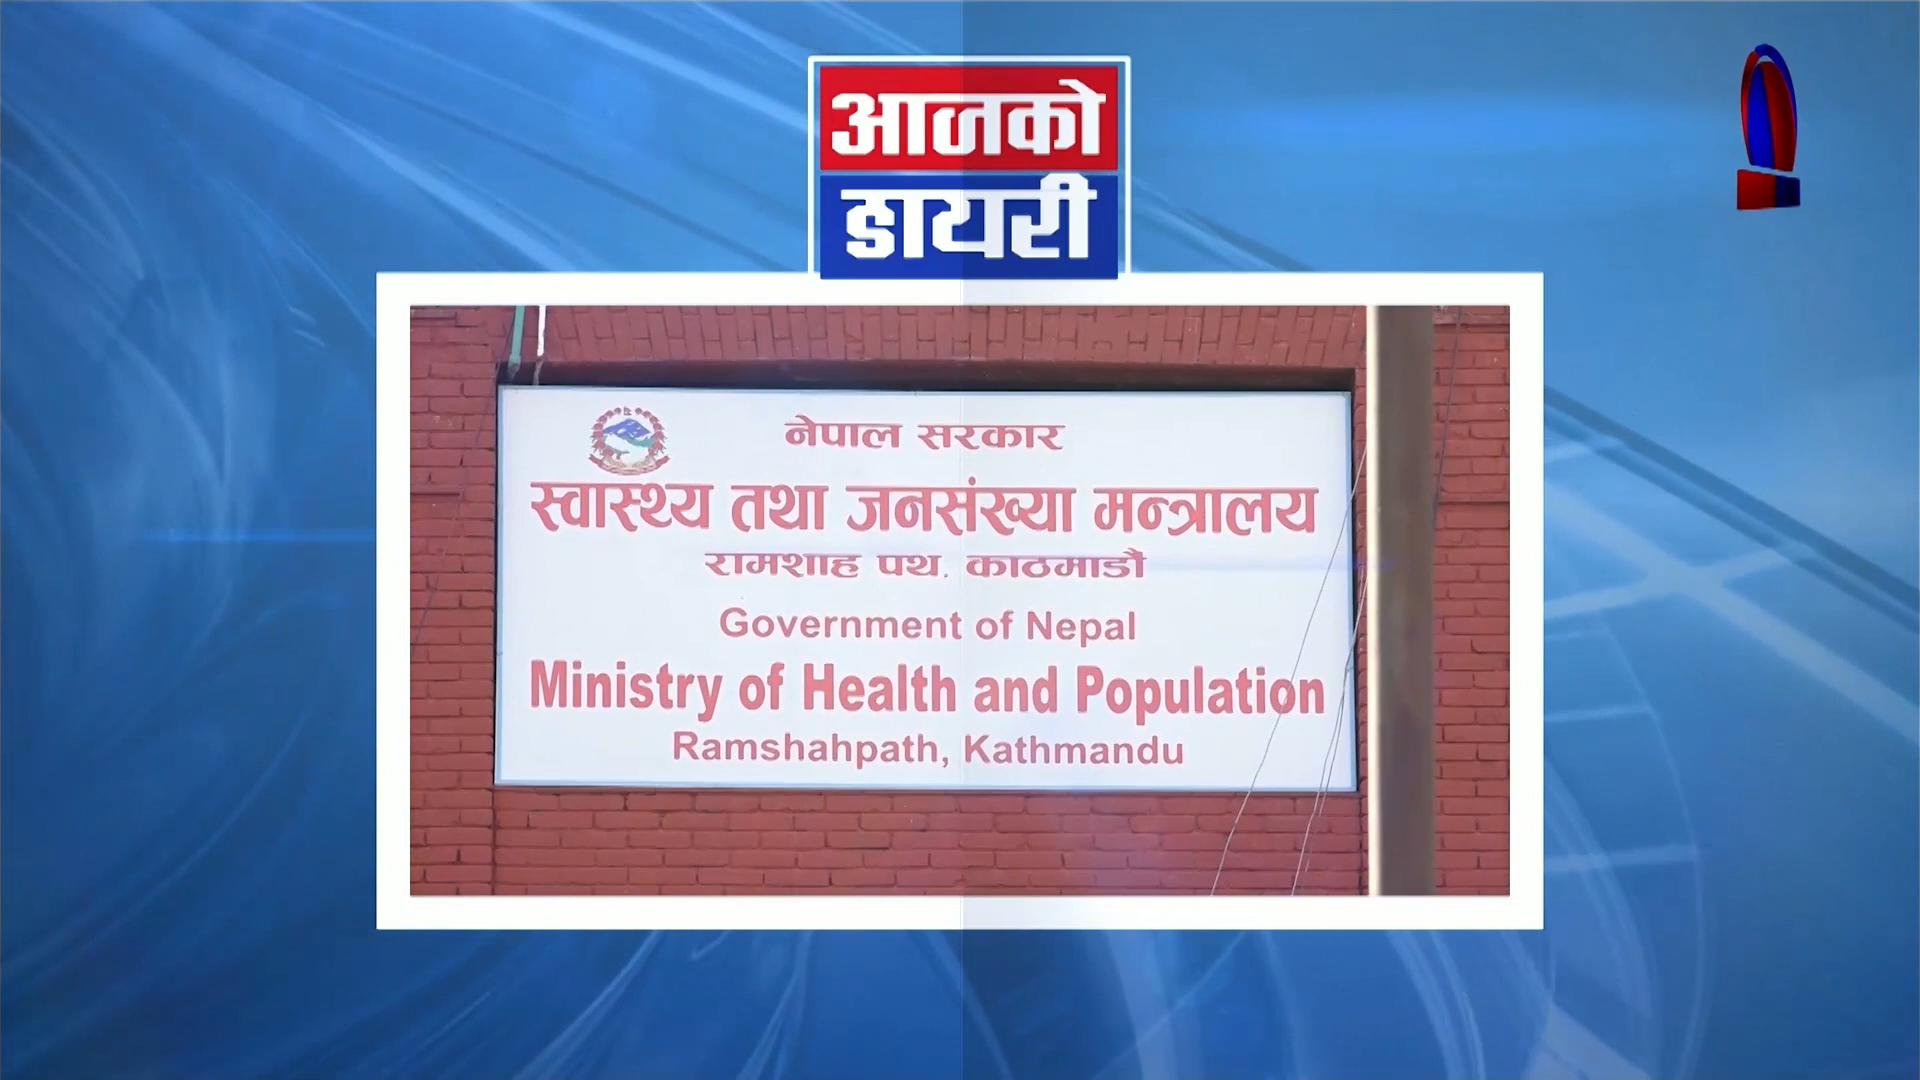 आजको
डायरी
नेपाल सरकार
स्वास्थ्य तथा जनसंख्या मन्त्रालय
रामशाह पथ, काठमाडौं
Government of Nepal
Ministry of Health and Population
Ramshahpath, Kathmandu